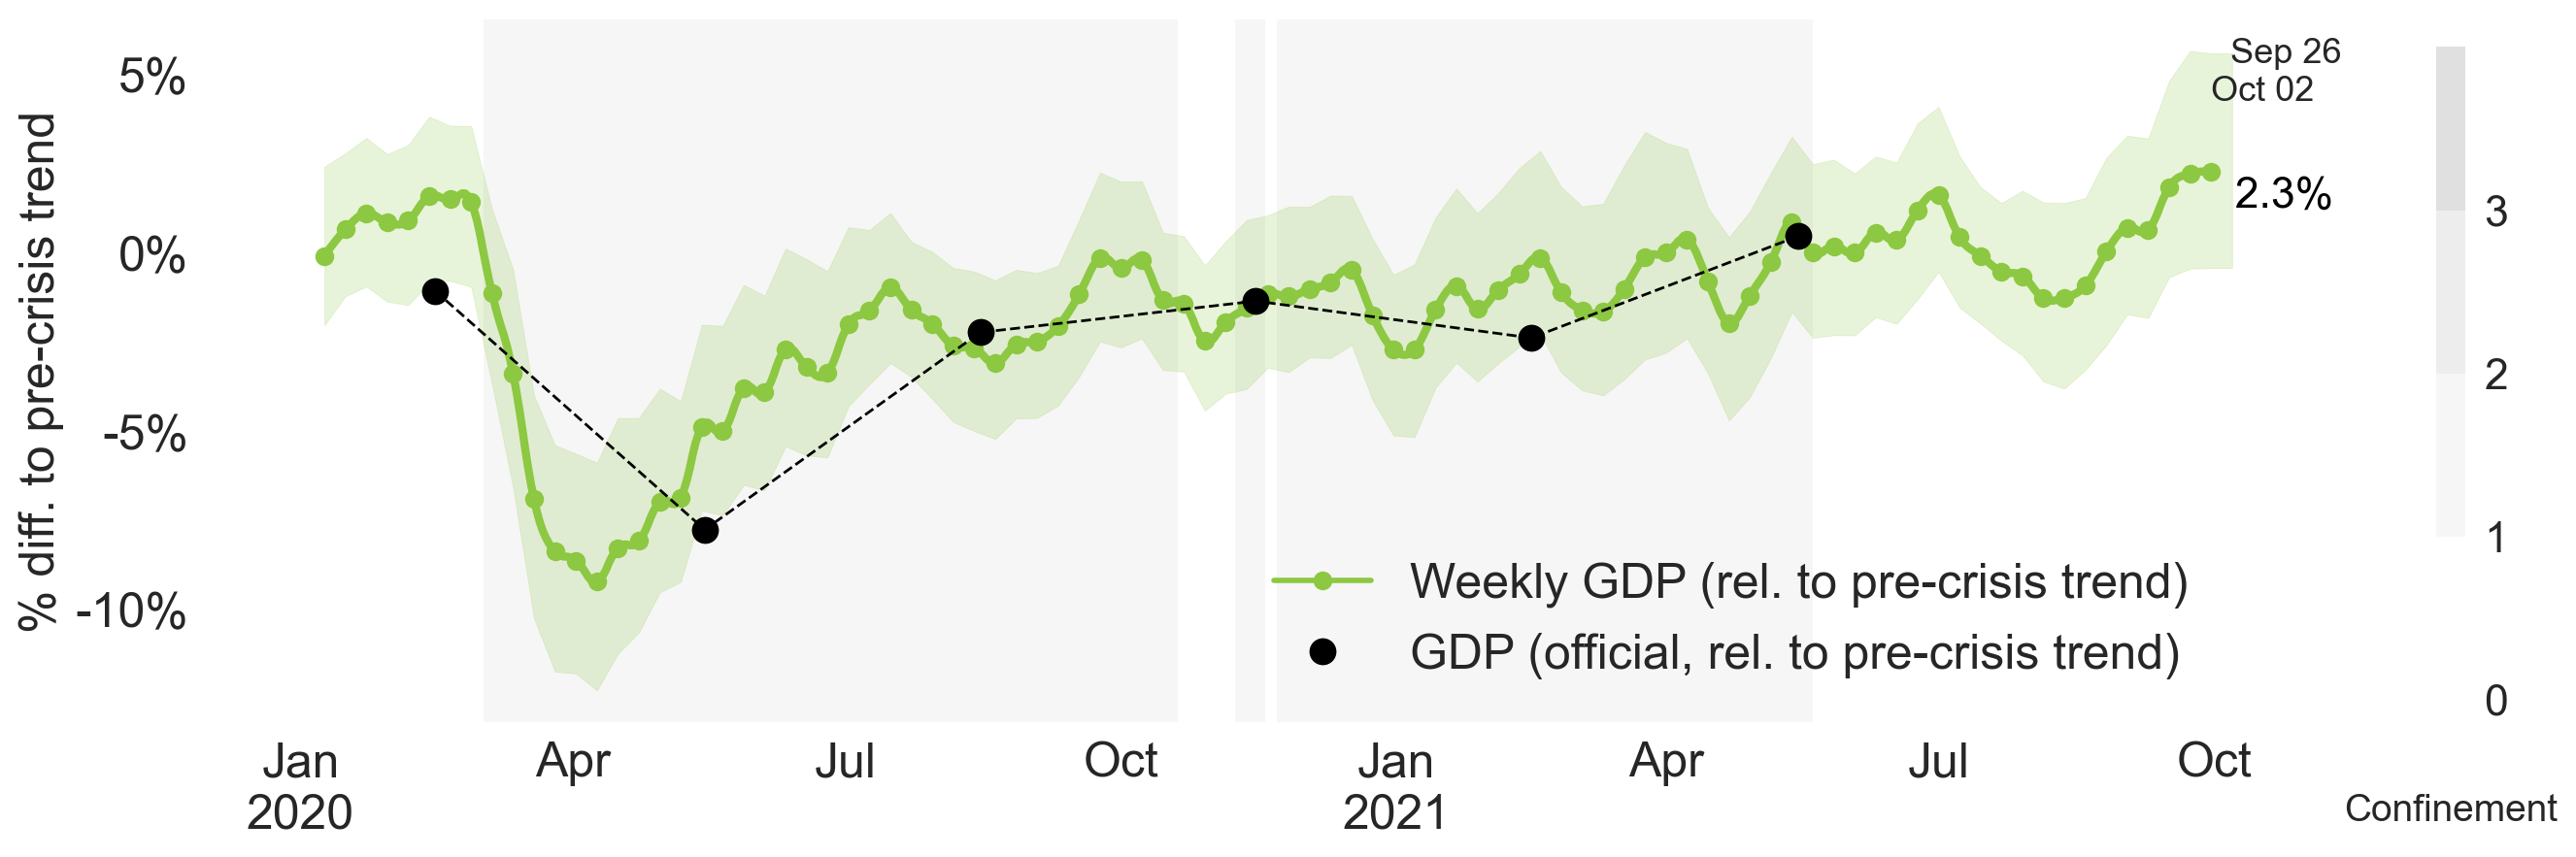 % diff. to pre-crisis trend
5%
0%
-5%
-10%
Sep 26
Oct 02
2.3%
Weekly GDP (rel. to pre-crisis trend)
GDP (official, rel. to pre-crisis trend)
Jan
2020
Apr
Jul
Oct
Jan
2021
Apr
Jul
Oct
3
2
1
0
Confinement